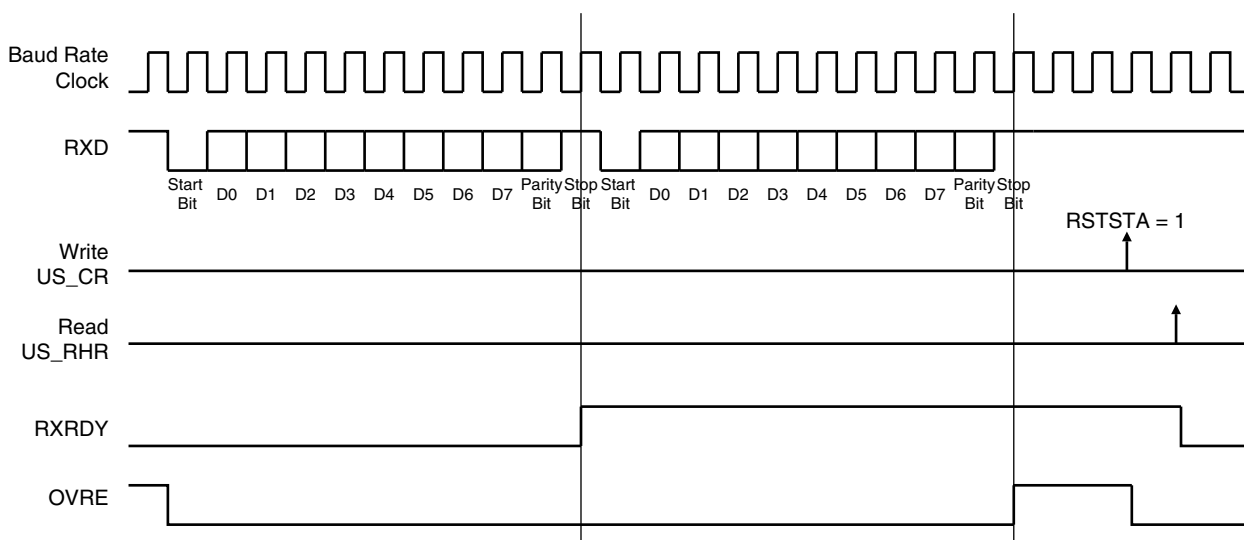 Baud Rate
Clock
RXD
Start
Bit
D0
D1
D2
D3
D4
D5
D6
D7
Parity
Bit
Stop
Bit
Start
Bit
D0
D1
D2
D3
D4
D5
D6
D7
Parity
Bit
Stop
Bit
RSTSTA = 1
Write
US_CR
Read
US_RHR
RXRDY
OVRE